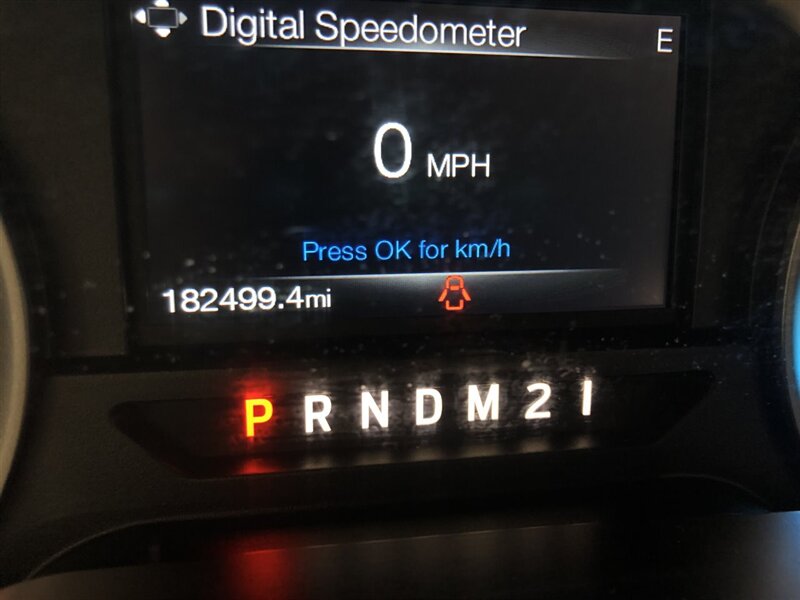 Digital Speedometer E
0 MPH
Press OK for km/h
182499.4mi
P R N D M 2 1